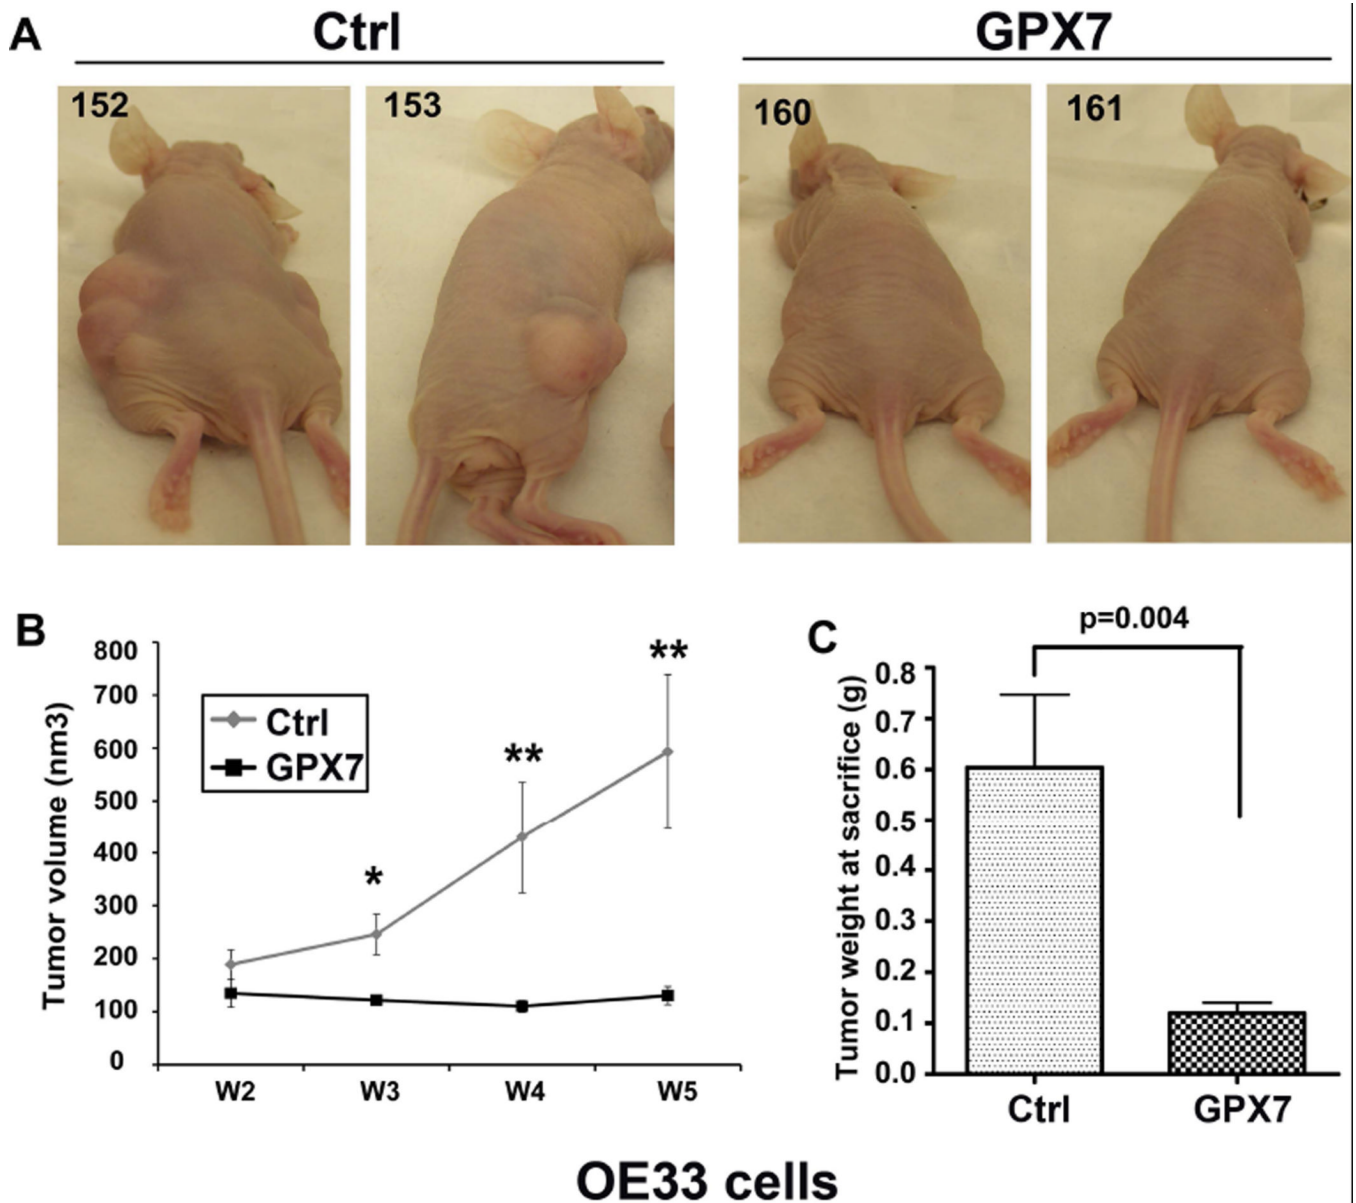 A
Ctrl
GPX7
152
153
160
161
B
Tumor volume (nm3)
800
700
600
500
400
300
200
100
0
Ctrl
GPX7
*
**
**
W2
W3
W4
W5
C
p=0.004
Tumor weight at sacrifice (g)
0.8
0.7
0.6
0.5
0.4
0.3
0.2
0.1
0.0
Ctrl
GPX7
OE33 cells